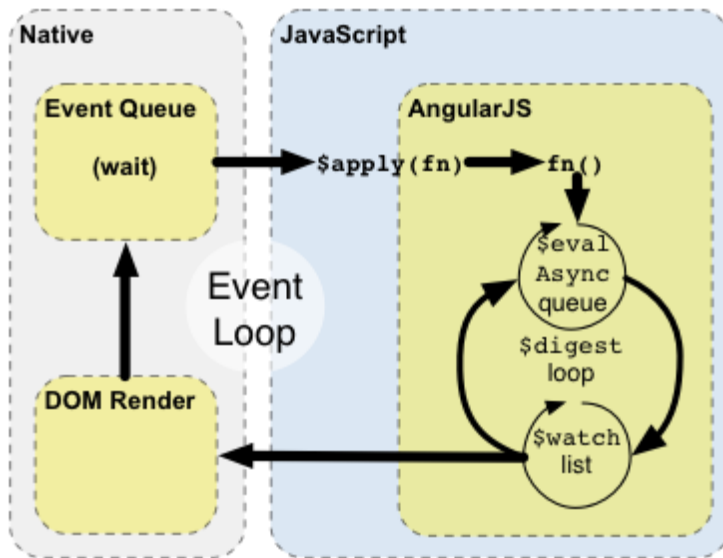 Native
JavaScript
Event Queue
(wait)
AngularJS
$apply(fn)
fn()
$eval
Async
queue
Event
Loop
$digest
loop
DOM Render
$watch
list